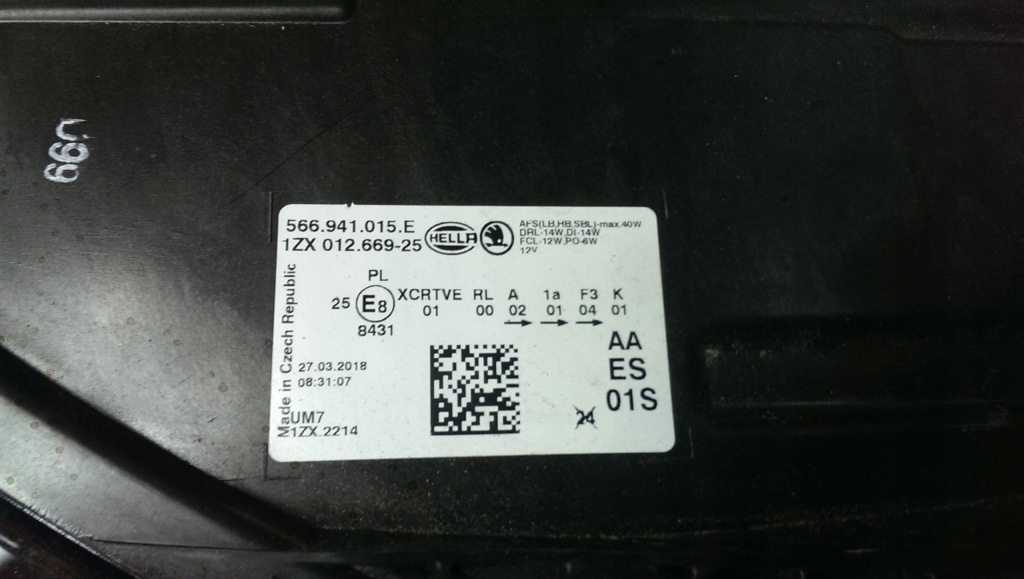 U99
566.941.015.E
1ZX 012.669-25
HELLA
AFS(LB,HB,SBL)-max.40W
DRL-14W,DI-14W
FCL-12W,PO-6W
12V
Made in Czech Republic
PL
25 E8 XCRTVE RL A 1a F3 K
01 00 02 01 04 01
8431
AA
ES
01S
27.03.2018
08:31:07
UM7
1ZX.2214
24